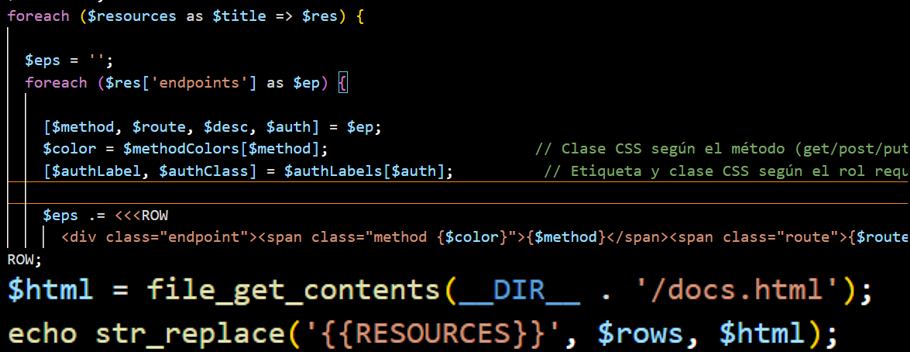 foreach ($resources as $title => $res) {
$eps = '';
foreach ($res['endpoints'] as $ep) {
[$method, $route, $desc, $auth] = $ep;
$color = $methodColors[$method]; // Clase CSS según el método (get/post/put
[$authLabel, $authClass] = $authLabels[$auth]; // Etiqueta y clase CSS según el rol requ
$eps .= <<<ROW
<div class="endpoint"><span class="method {$color}">{$method}</span><span class="route">{$route
ROW;
$html = file_get_contents(__DIR__ . '/docs.html');
echo str_replace('{{RESOURCES}}', $rows, $html);